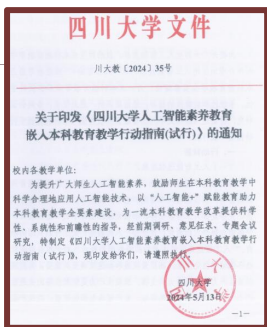 四川大学文件
川大教〔2024〕35号
关于印发《四川大学人工智能素养教育
嵌入本科教育教学行动指南(试行)》的通知
校内各教学单位:
为提升广大师生人工智能素养,鼓励师生在本科教育教学中
科学合理地应用人工智能技术,以“人工智能+”赋能教育助力
本科教育教学全要素建设,为一流本科教育教学改革提供科学
性、系统性和前瞻性的指导,经前期调研、意见征求、专题会议
研究,特制定《四川大学人工智能素养教育嵌入本科教育教学行
动指南(试行)》,现印发给你们,请遵照执行。
四川大学
2024年5月13日
—1—